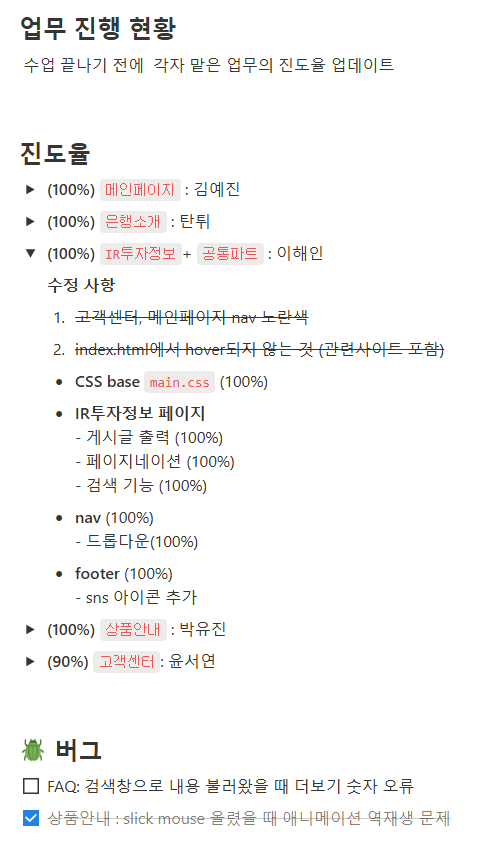 업무 진행 현황
수업 끝나기 전에 각자 맡은 업무의 진도율 업데이트
진도율
(100%) 메인페이지 : 김예진
(100%) 은행소개 : 탄튀
(100%) IR투자정보 + 공통파트 : 이해인
수정 사항
1. 고객센터, 메인페이지 nav 노란색
2. index.html에서 hover되지 않는 것 (관련사이트 포함)
• CSS base main.css (100%)
• IR투자정보 페이지
- 게시글 출력 (100%)
- 페이지네이션 (100%)
- 검색 기능 (100%)
• nav (100%)
- 드롭다운(100%)
• footer (100%)
- sns 아이콘 추가
(100%) 상품안내 : 박유진
(90%) 고객센터 : 윤서연
버그
FAQ: 검색창으로 내용 불러왔을 때 더보기 숫자 오류
상품안내 : slick mouse 올렸을 때 애니메이션 역재생 문제